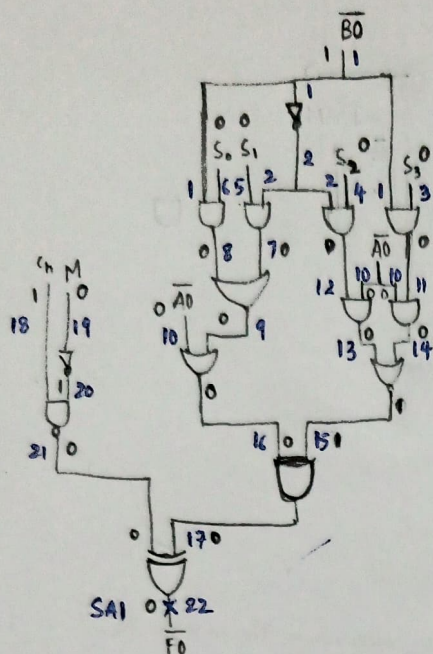 B0
1 1
1
0 0
S₀ S₁ 2 S₂ 0 S₃ 0
1 6 5 2 2 4 1 3
0 8 7 0 0 0
A0
Cn M 0 A0 12 10 0 0 10 11
1 0 10 0 9 0 0
18 19 13 14
1 20 0 1
21 0 16 0 15 1
0 17 0
SA1 0 22
F0